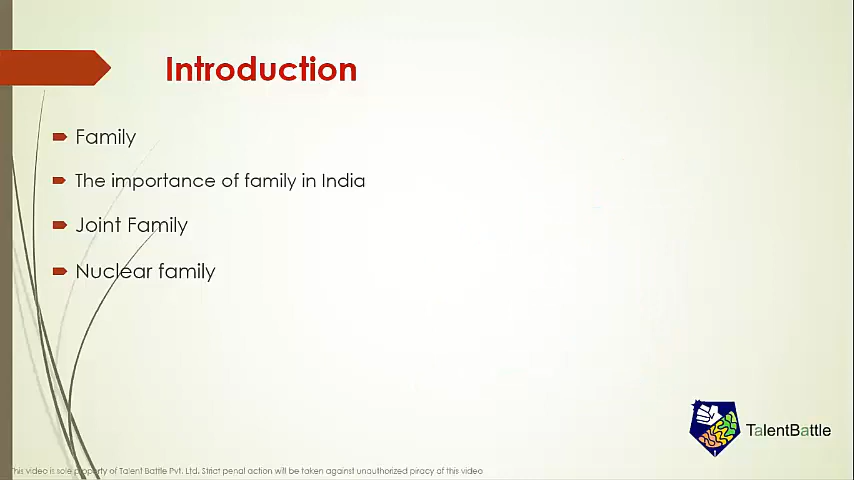 Introduction
Family
The importance of family in India
Joint Family
Nuclear family
TalentBattle
This video is sole property of Talent Battle Pvt. Ltd. Strict penal action will be taken against unauthorized piracy of this video